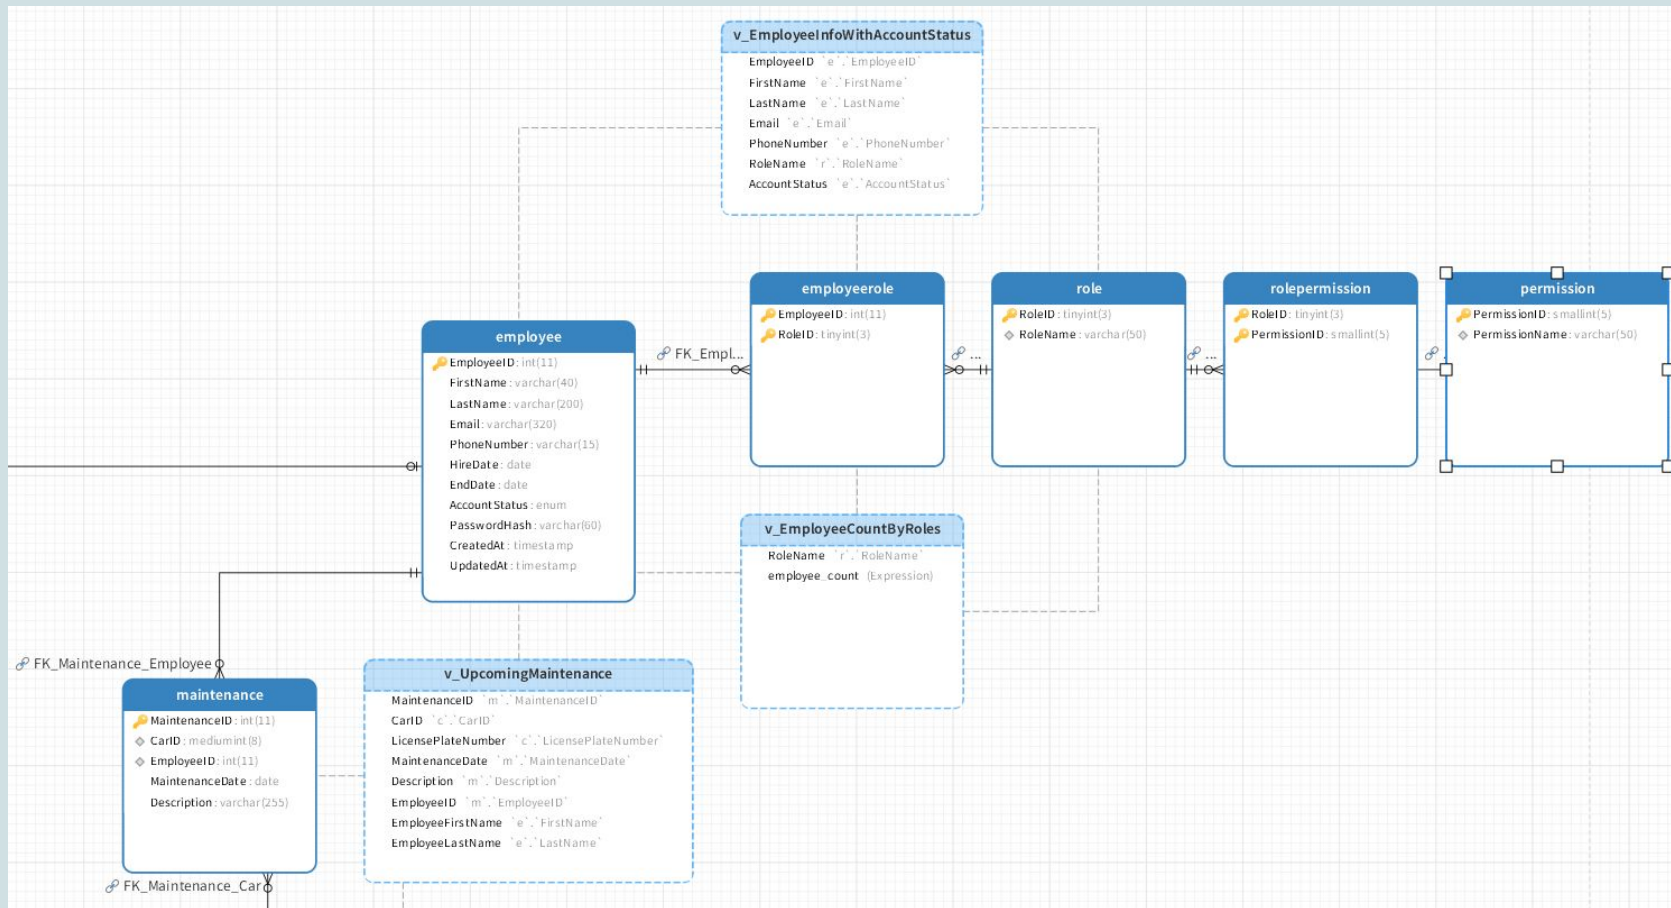 v_EmployeeInfoWithAccountStatus
EmployeeID `e`.`EmployeeID`
FirstName `e`.`FirstName`
LastName `e`.`LastName`
Email `e`.`Email`
PhoneNumber `e`.`PhoneNumber`
RoleName `r`.`RoleName`
AccountStatus `e`.`AccountStatus`
employee
EmployeeID: int(11)
FirstName: varchar(40)
LastName: varchar(200)
Email: varchar(320)
PhoneNumber: varchar(15)
HireDate: date
EndDate: date
AccountStatus: enum
PasswordHash: varchar(60)
CreatedAt: timestamp
UpdatedAt: timestamp
FK_Empl...
employeerole
EmployeeID: int(11)
RoleID: tinyint(3)
...
role
RoleID: tinyint(3)
RoleName: varchar(50)
...
rolepermission
RoleID: tinyint(3)
PermissionID: smallint(5)
permission
PermissionID: smallint(5)
PermissionName: varchar(50)
v_EmployeeCountByRoles
RoleName `r`.`RoleName`
employee_count (Expression)
FK_Maintenance_Employee
maintenance
MaintenanceID: int(11)
CarID: mediumint(8)
EmployeeID: int(11)
MaintenanceDate: date
Description: varchar(255)
FK_Maintenance_Car
v_UpcomingMaintenance
MaintenanceID `m`.`MaintenanceID`
CarID `c`.`CarID`
LicensePlateNumber `c`.`LicensePlateNumber`
MaintenanceDate `m`.`MaintenanceDate`
Description `m`.`Description`
EmployeeID `m`.`EmployeeID`
EmployeeFirstName `e`.`FirstName`
EmployeeLastName `e`.`LastName`